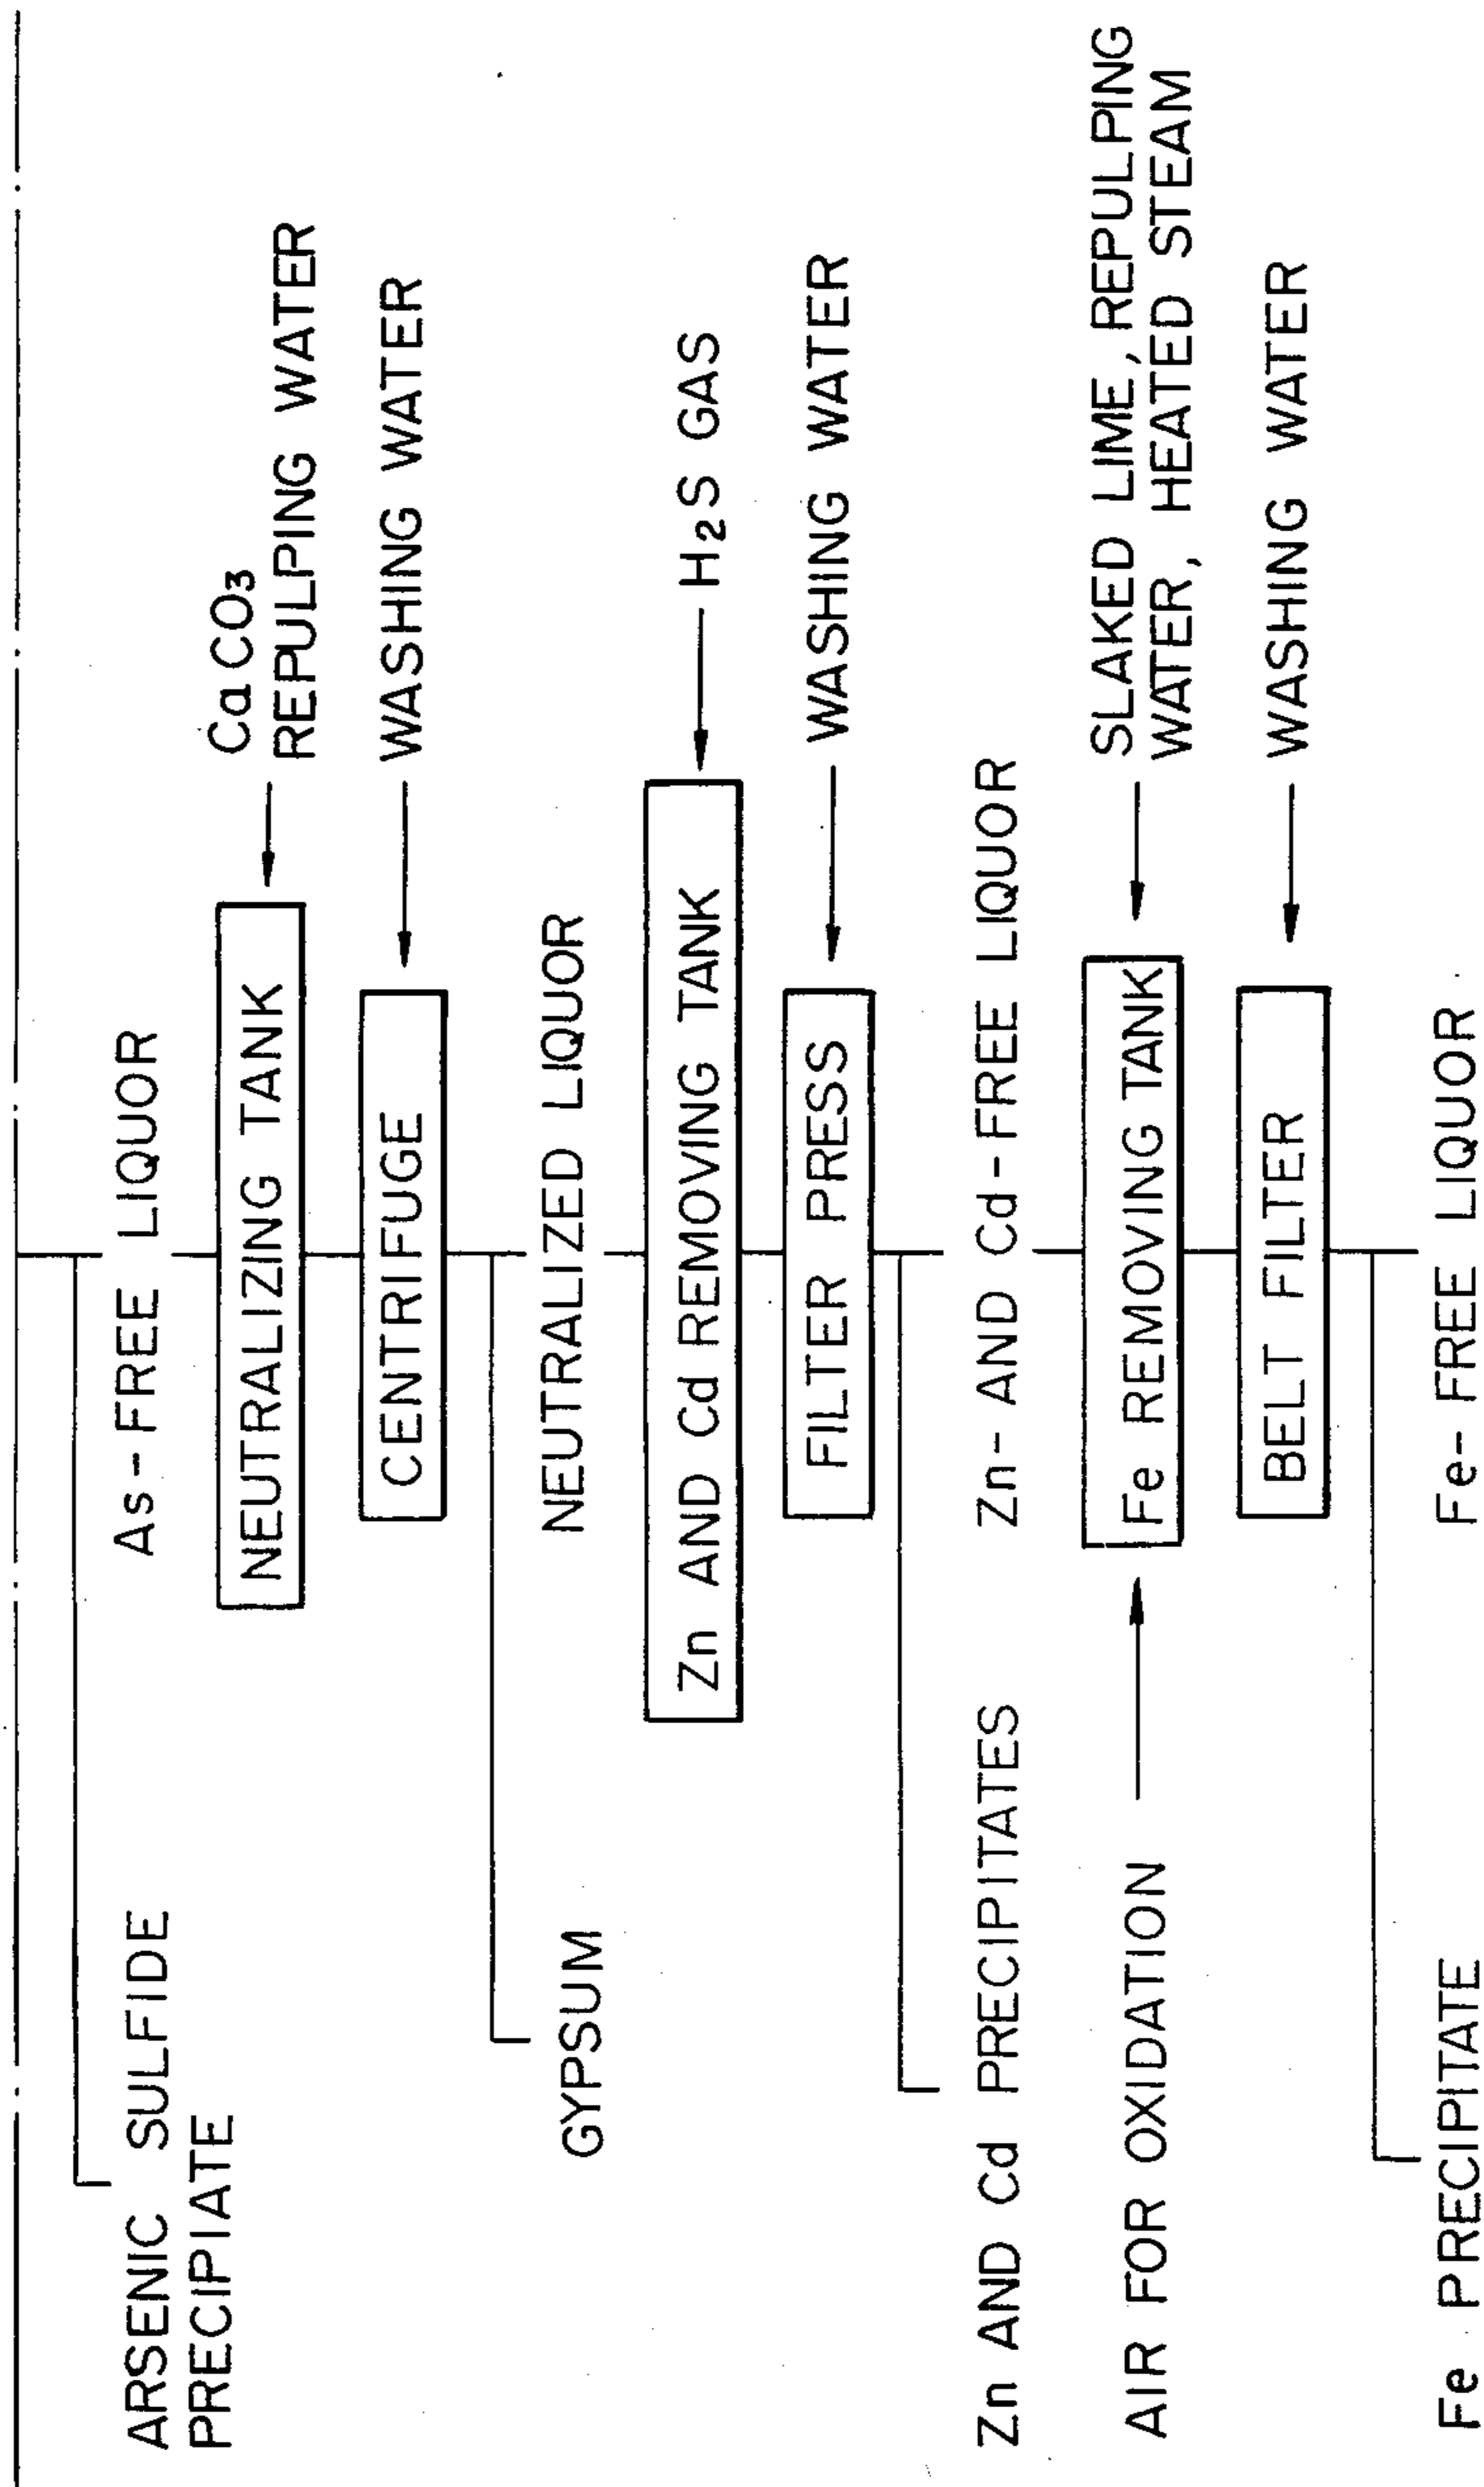 ARSENIC SULFIDE
PRECIPIATE
As-FREE LIQUOR
NEUTRALIZING TANK
CaCO3
REPULPING WATER
CENTRIFUGE
WASHING WATER
GYPSUM
NEUTRALIZED LIQUOR
Zn AND Cd REMOVING TANK
H2S GAS
FILTER PRESS
WASHING WATER
Zn AND Cd PRECIPITATES
Zn- AND Cd-FREE LIQUOR
AIR FOR OXIDATION
Fe REMOVING TANK
SLAKED LIME, REPULPING
WATER, HEATED STEAM
BELT FILTER
WASHING WATER
Fe PRECIPITATE
Fe-FREE LIQUOR